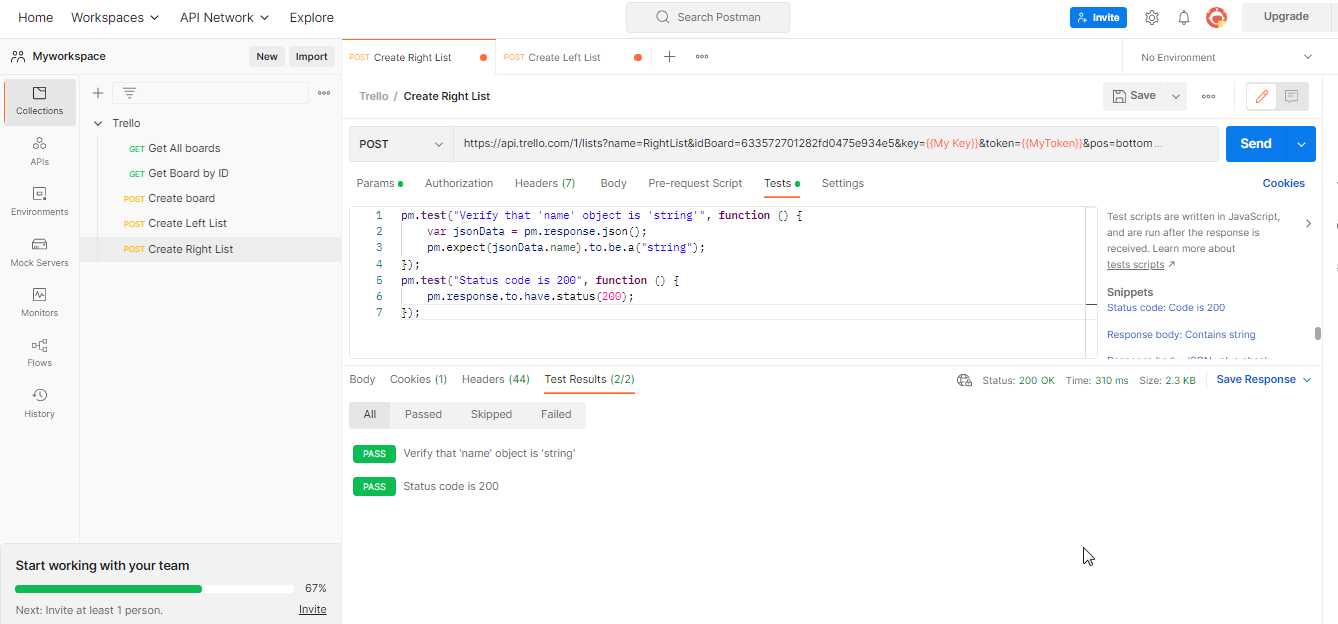 Home Workspaces API Network Explore Search Postman Invite Upgrade
Myworkspace New Import POST Create Right List POST Create Left List No Environment
Collections
APIs
Environments
Mock Servers
Monitors
Flows
History
Trello
GET Get All boards
GET Get Board by ID
POST Create board
POST Create Left List
POST Create Right List
Start working with your team
67%
Next: Invite at least 1 person. Invite
Trello / Create Right List Save
POST https://api.trello.com/1/lists?name=RightList&idBoard=633572701282fd0475e934e5&key={{My Key}}&token={{MyToken}}&pos=bottom... Send
Params Authorization Headers (7) Body Pre-request Script Tests Settings Cookies
1 pm.test("Verify that 'name' object is 'string'", function () {
2 var jsonData = pm.response.json();
3 pm.expect(jsonData.name).to.be.a("string");
4 });
5 pm.test("Status code is 200", function () {
6 pm.response.to.have.status(200);
7 });
Test scripts are written in JavaScript,
and are run after the response is
received. Learn more about
tests scripts ↗
Snippets
Status code: Code is 200
Response body: Contains string
Body Cookies (1) Headers (44) Test Results (2/2) Status: 200 OK Time: 310 ms Size: 2.3 KB Save Response
All Passed Skipped Failed
PASS Verify that 'name' object is 'string'
PASS Status code is 200